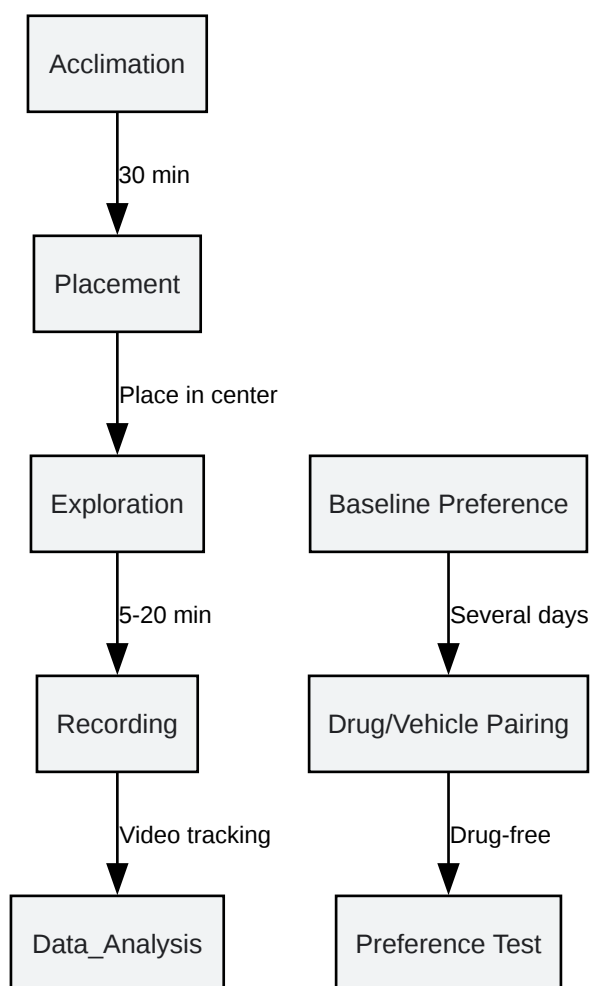 Acclimation
30 min
Placement
Place in center
Exploration
5-20 min
Recording
Video tracking
Data_Analysis
Baseline Preference
Several days
Drug/Vehicle Pairing
Drug-free
Preference Test